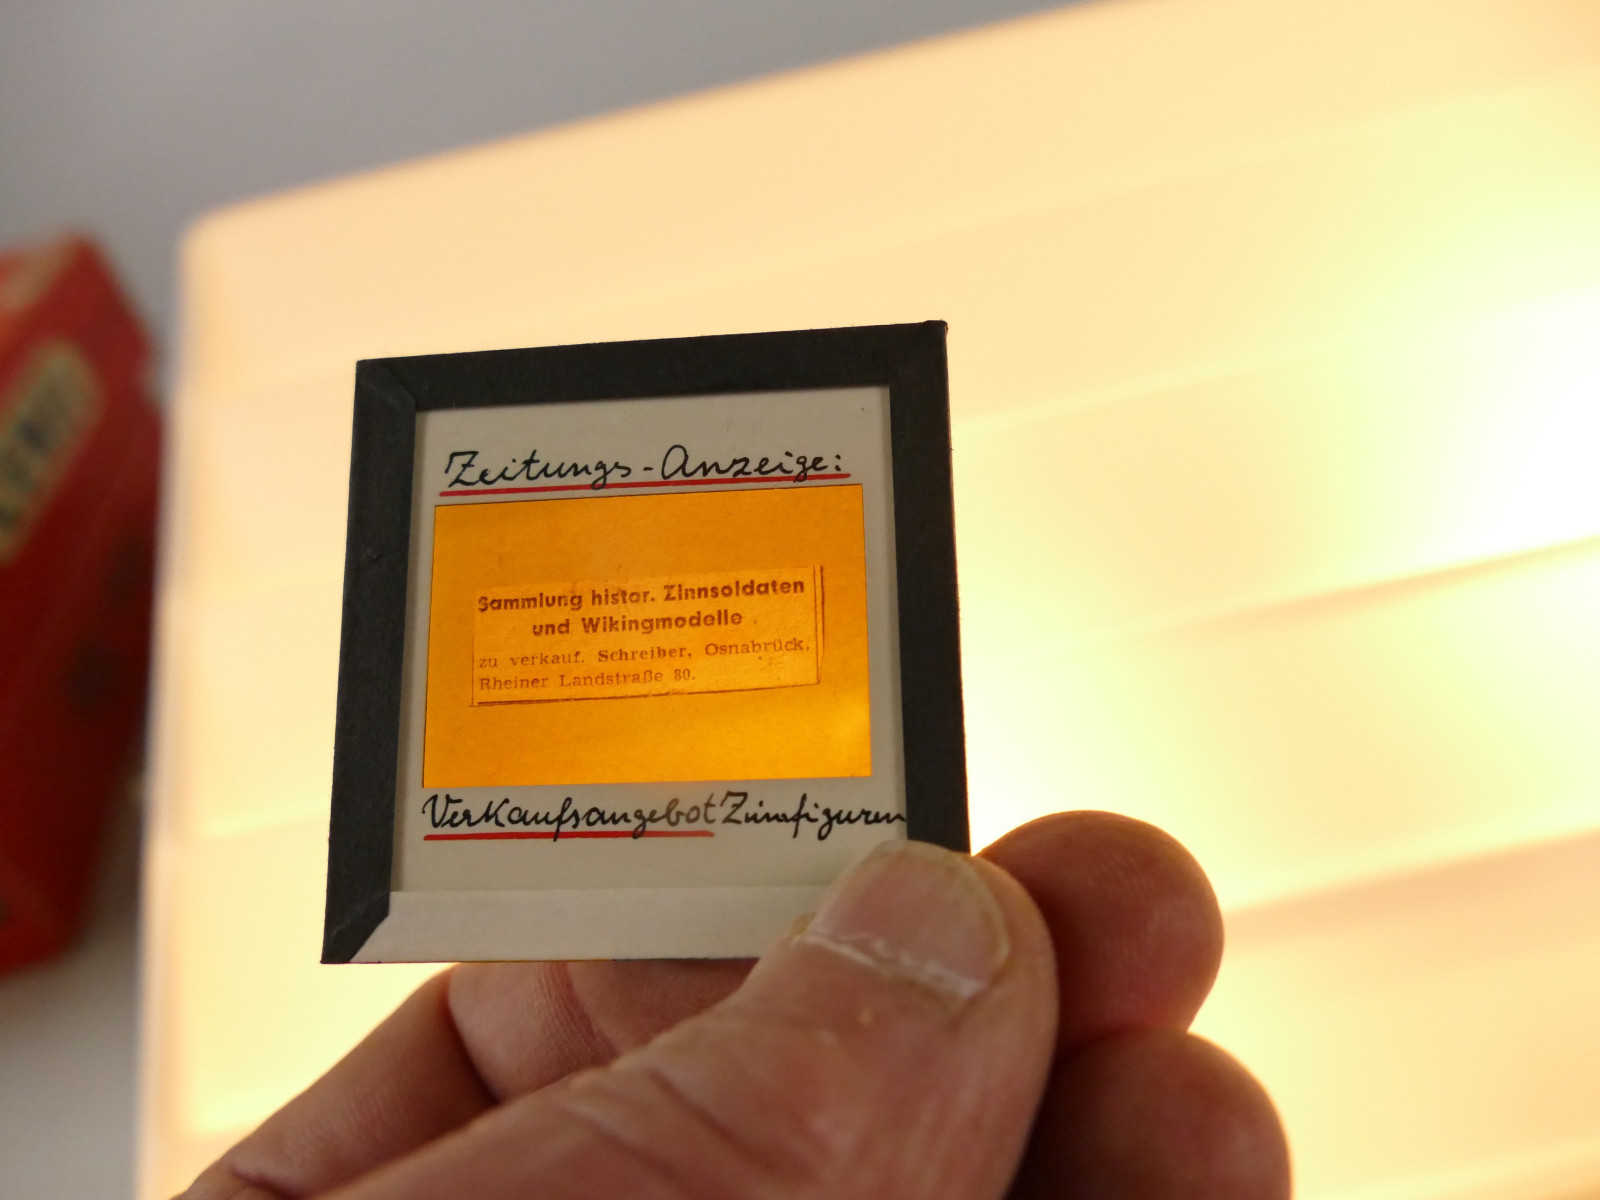 Zeitungs-Anzeige:
Sammlung histor. Zinnsoldaten
und Wikingmodelle
zu verkauf. Schreiber, Osnabrück,
Rheiner Landstraße 80.
Verkaufsangebot Zinnfiguren